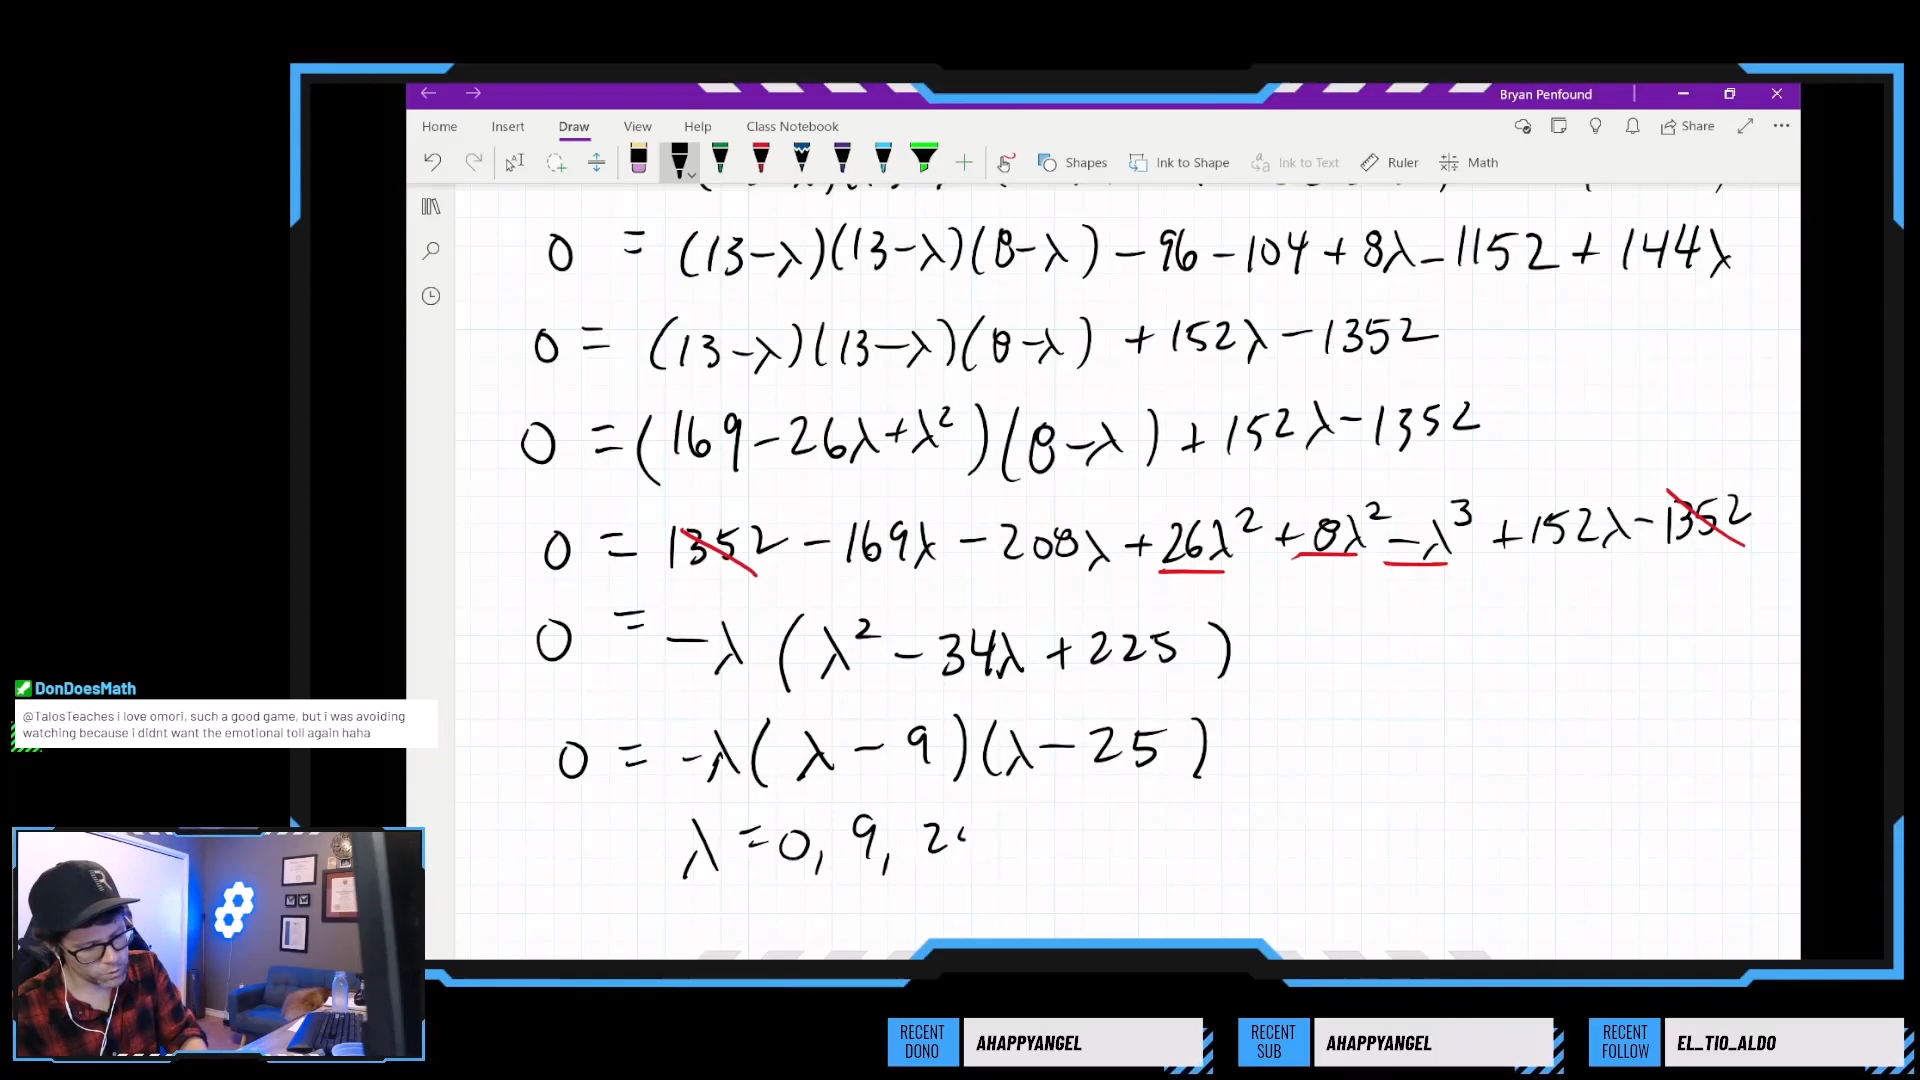 Bryan Penfound
Home Insert Draw View Help Class Notebook Share
Shapes Ink to Shape Ink to Text Ruler Math
0 = (13-λ)(13-λ)(8-λ) - 96 - 104 + 8λ - 1152 + 144λ
0 = (13-λ)(13-λ)(8-λ) + 152λ - 1352
0 = (169 - 26λ + λ²)(8-λ) + 152λ - 1352
0 = 1352 - 169λ - 208λ + 26λ² + 8λ² - λ³ + 152λ - 1352
0 = -λ (λ² - 34λ + 225)
0 = -λ(λ - 9)(λ - 25)
λ = 0, 9, 2
DonDoesMath
@TalosTeaches i love omori, such a good game, but i was avoiding
watching because i didnt want the emotional toll again haha
RECENT DONO AHAPPYANGEL
RECENT SUB AHAPPYANGEL
RECENT FOLLOW EL_TIO_ALDO